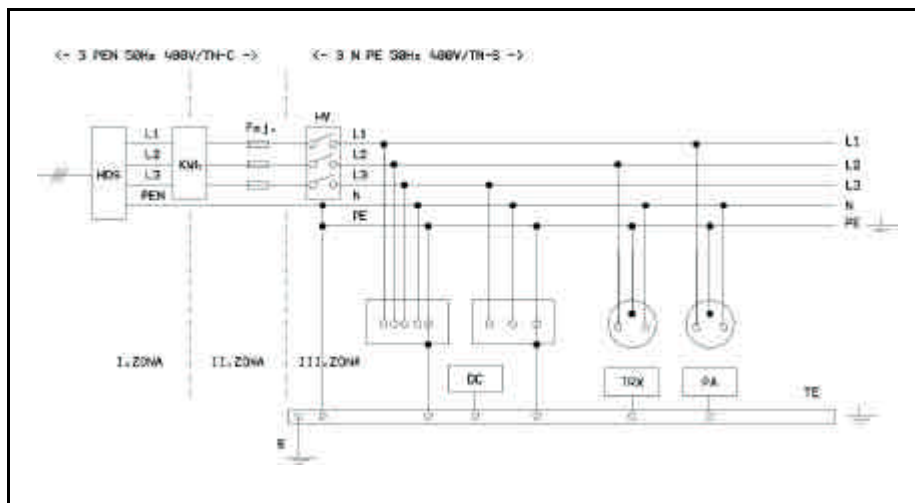 <- 3 PEN 50Hz 400V/TN-C -> <- 3 N PE 50Hz 400V/TN-S ->
HV
L1 L1 L1
L2 L2 L2
L3 L3 L3
PEN N N
PE PE
HDS
KWh
I.ZONA II.ZONA III.ZONA
DC TRX PA TE